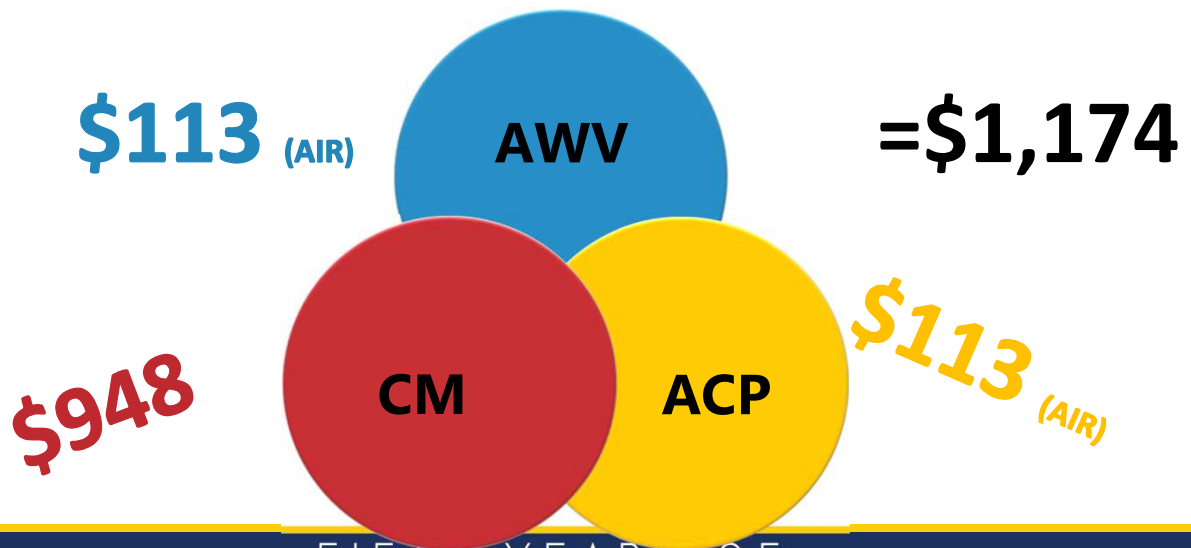 $113 (AIR)
AWV
=$1,174
$948
CM
ACP
$113 (AIR)